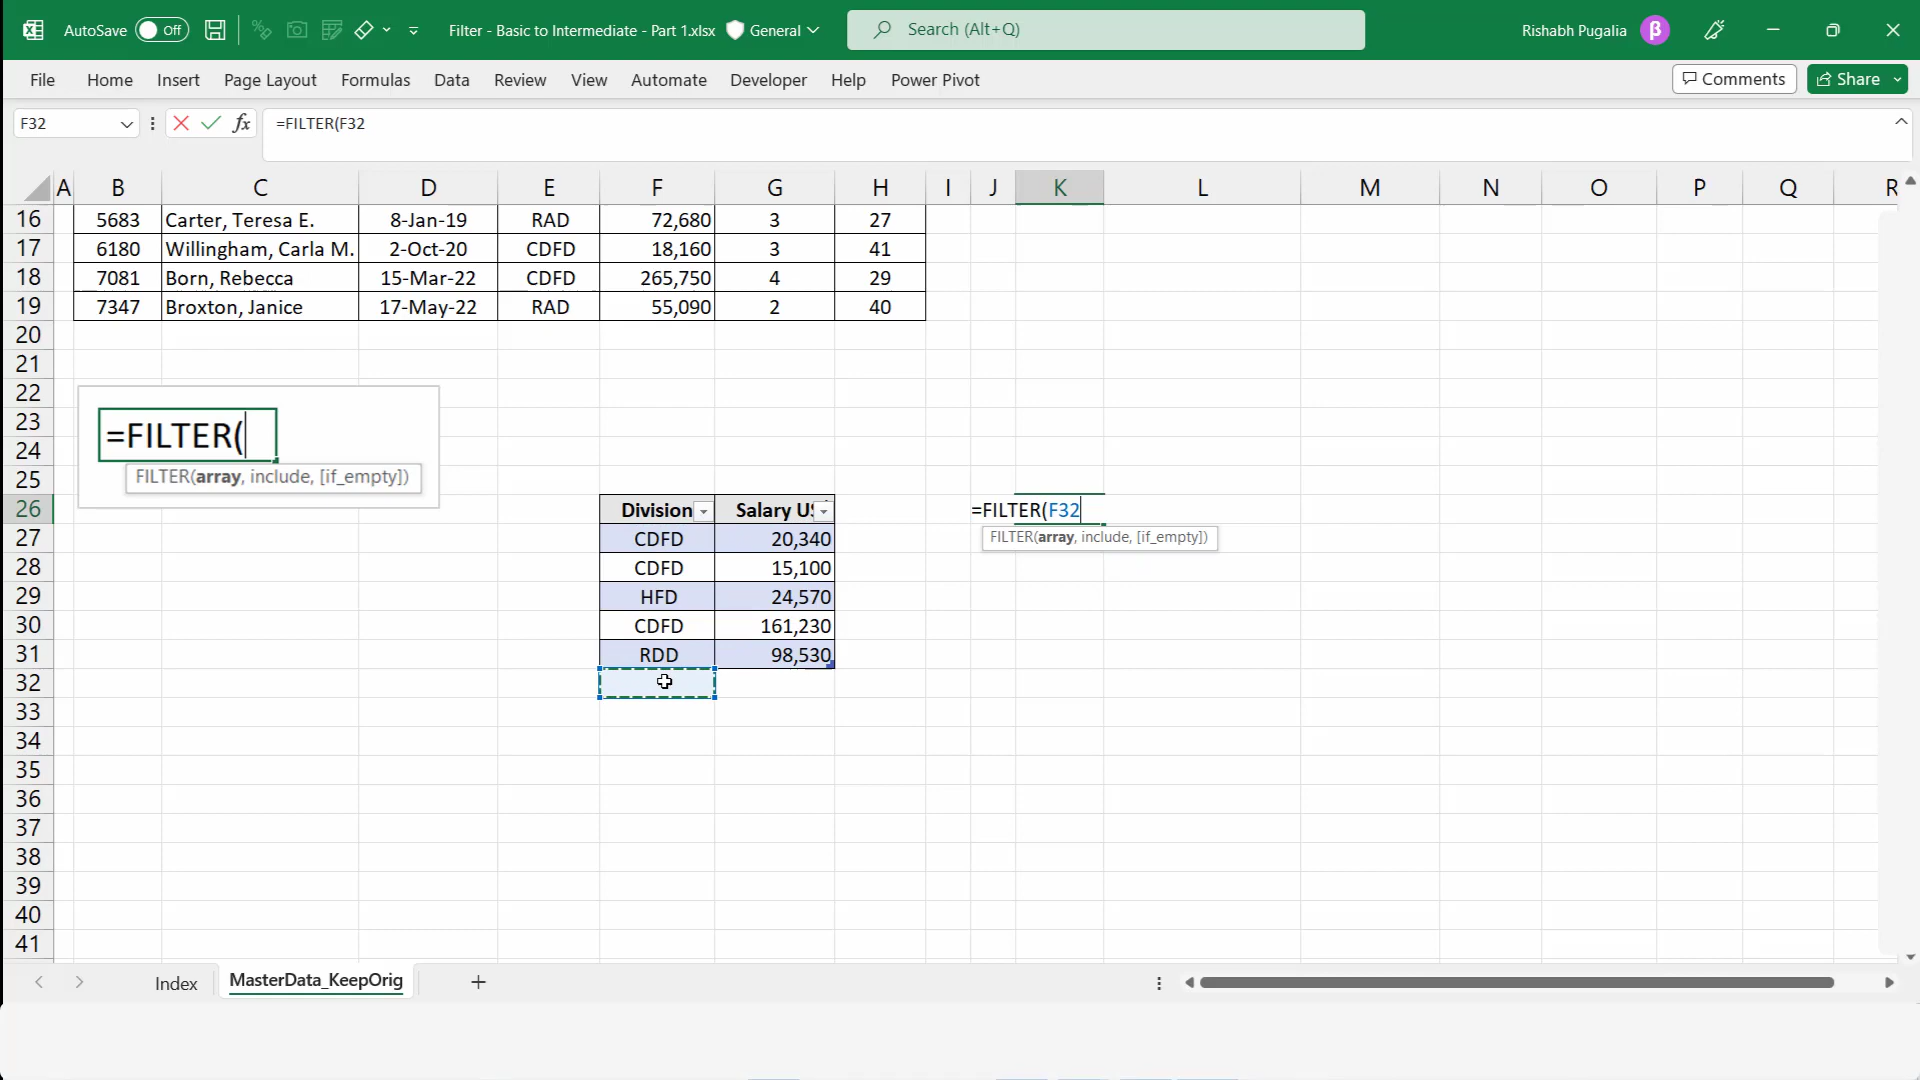 AutoSave Off Filter - Basic to Intermediate - Part 1.xlsx General Search (Alt+Q) Rishabh Pugalia β
File Home Insert Page Layout Formulas Data Review View Automate Developer Help Power Pivot Comments Share
F32 fx =FILTER(F32
A B C D E F G H I J K L M N O P Q R
16 5683 Carter, Teresa E. 8-Jan-19 RAD 72,680 3 27
17 6180 Willingham, Carla M. 2-Oct-20 CDFD 18,160 3 41
18 7081 Born, Rebecca 15-Mar-22 CDFD 265,750 4 29
19 7347 Broxton, Janice 17-May-22 RAD 55,090 2 40
20
21
22
23
=FILTER(
24
25
FILTER(array, include, [if_empty])
26 Division Salary US =FILTER(F32
27 CDFD 20,340
FILTER(array, include, [if_empty])
28 CDFD 15,100
29 HFD 24,570
30 CDFD 161,230
31 RDD 98,530
32
33
34
35
36
37
38
39
40
41
Index MasterData_KeepOrig